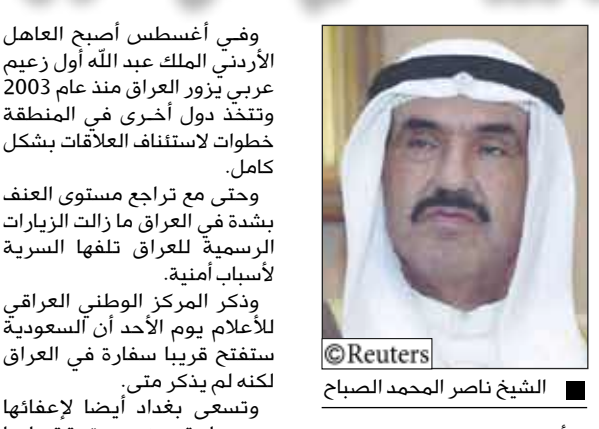 ©Reuters
الشيخ ناصر المحمد الصباح
وفي أغسطس أصبح العاهل
الأردني الملك عبد الله أول زعيم
عربي يزور العراق منذ عام 2003
وتتخذ دول أخرى في المنطقة
خطوات لاستئناف العلاقات بشكل
كامل.
وحتى مع تراجع مستوى العنف
بشدة في العراق ما زالت الزيارات
الرسمية للعراق تلفها السرية
لأسباب أمنية.
وذكر المركز الوطني العراقي
للأعلام يوم الأحد أن السعودية
ستفتح قريبا سفارة في العراق
لكنه لم يذكر متى.
وتسعى بغداد أيضا لإعفائها